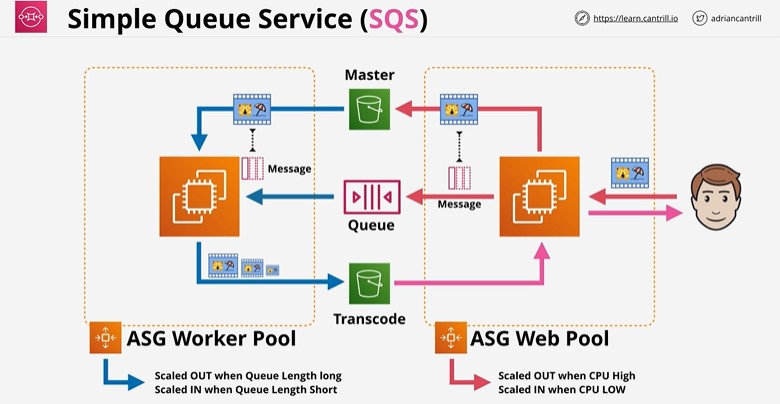 Simple Queue Service (SQS)
https://learn.cantrill.io
adriancantrill
Master
Message
Message
Queue
Transcode
ASG Worker Pool
Scaled OUT when Queue Length long
Scaled IN when Queue Length Short
ASG Web Pool
Scaled OUT when CPU High
Scaled IN when CPU LOW